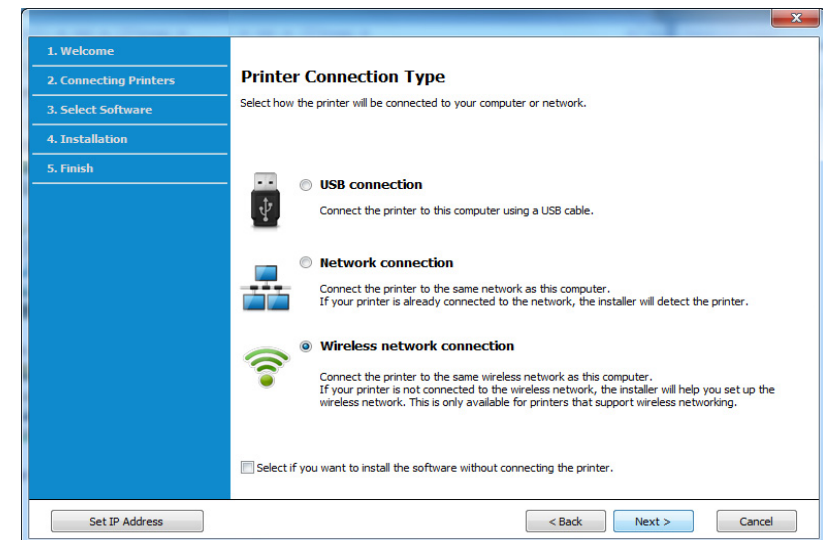 1. Welcome
2. Connecting Printers
3. Select Software
4. Installation
5. Finish
Printer Connection Type
Select how the printer will be connected to your computer or network.
USB connection
Connect the printer to this computer using a USB cable.
Network connection
Connect the printer to the same network as this computer.
If your printer is already connected to the network, the installer will detect the printer.
Wireless network connection
Connect the printer to the same wireless network as this computer.
If your printer is not connected to the wireless network, the installer will help you set up the
wireless network. This is only available for printers that support wireless networking.
Select if you want to install the software without connecting the printer.
Set IP Address
< Back
Next >
Cancel